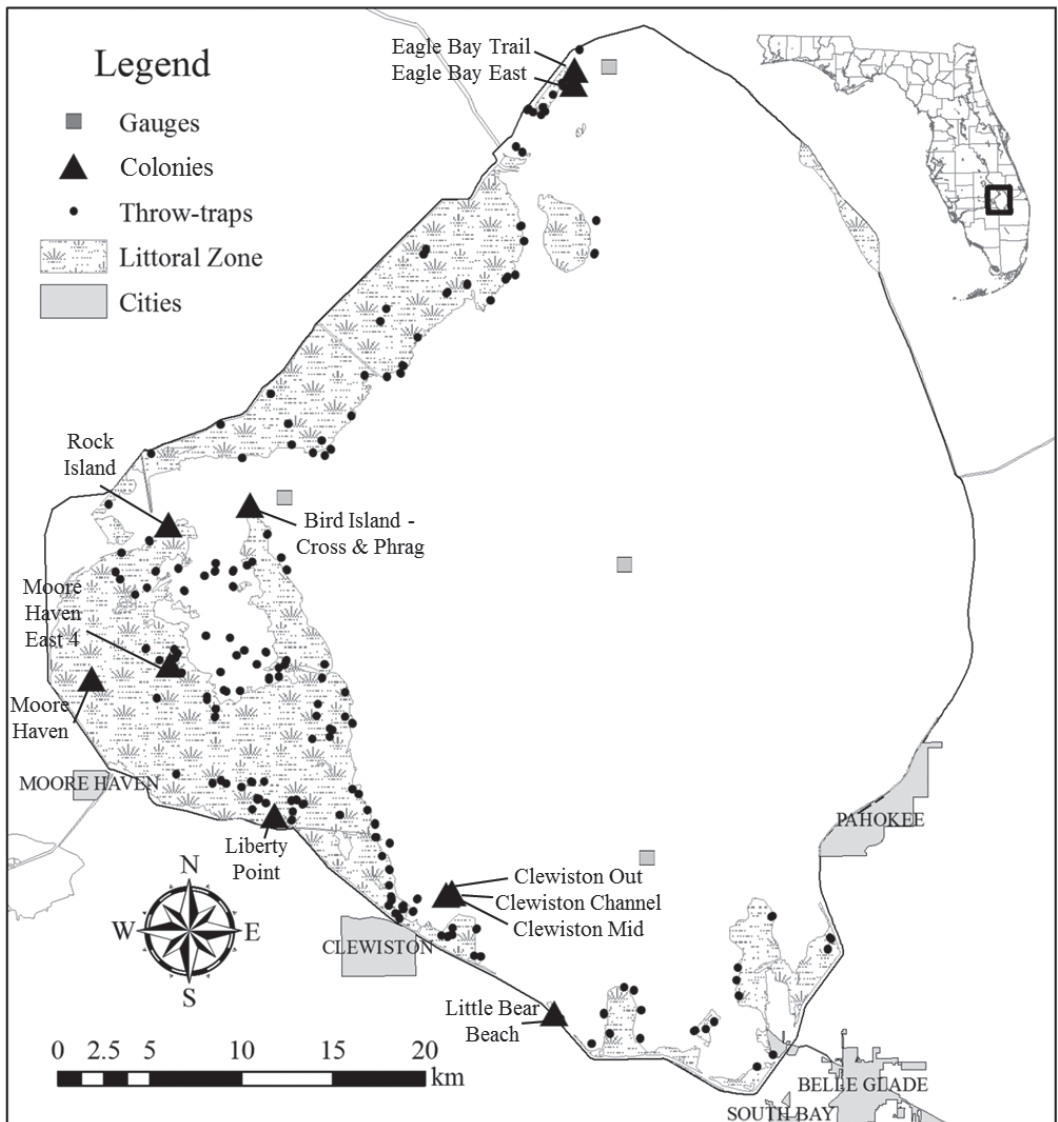 Eagle Bay Trail
Eagle Bay East
Legend
Gauges
Colonies
Throw-traps
Littoral Zone
Cities
Rock
Island
Bird Island -
Cross & Phrag
Moore
Haven
East 4
Moore
Haven
MOORE HAVEN
PAHOKEE
Liberty
Point
Clewiston Out
Clewiston Channel
Clewiston Mid
N
W
E
S
CLEWISTON
Little Bear
Beach
0 2.5 5 10 15 20
km
BELLE GLADE
SOUTH BAY